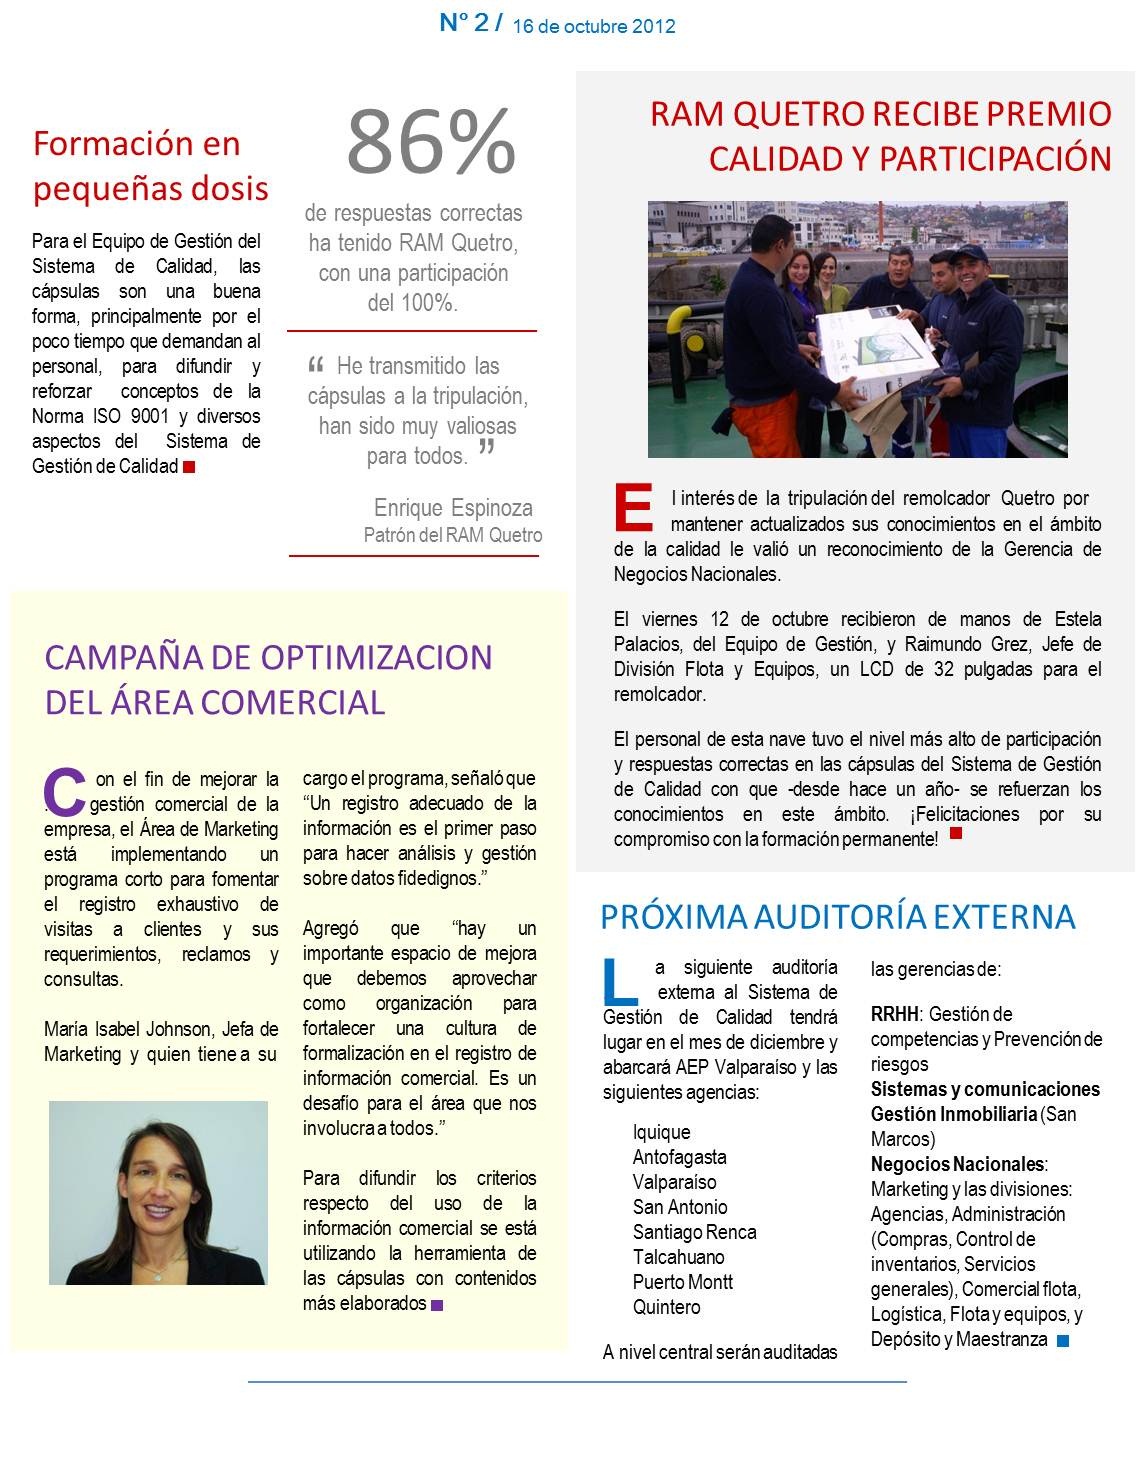 N° 2 / 16 de octubre 2012
Formación en
pequeñas dosis
Para el Equipo de Gestión del
Sistema de Calidad, las
cápsulas son una buena
forma, principalmente por el
poco tiempo que demandan al
personal, para difundir y
reforzar conceptos de la
Norma ISO 9001 y diversos
aspectos del Sistema de
Gestión de Calidad
86%
de respuestas correctas
ha tenido RAM Quetro,
con una participación
del 100%.
“ He transmitido las
cápsulas a la tripulación,
han sido muy valiosas
para todos. ”
Enrique Espinoza
Patrón del RAM Quetro
RAM QUETRO RECIBE PREMIO
CALIDAD Y PARTICIPACIÓN
El interés de la tripulación del remolcador Quetro por
mantener actualizados sus conocimientos en el ámbito
de la calidad le valió un reconocimiento de la Gerencia de
Negocios Nacionales.
El viernes 12 de octubre recibieron de manos de Estela
Palacios, del Equipo de Gestión, y Raimundo Grez, Jefe de
División Flota y Equipos, un LCD de 32 pulgadas para el
remolcador.
El personal de esta nave tuvo el nivel más alto de participación
y respuestas correctas en las cápsulas del Sistema de Gestión
de Calidad con que -desde hace un año- se refuerzan los
conocimientos en este ámbito. ¡Felicitaciones por su
compromiso con la formación permanente!
CAMPAÑA DE OPTIMIZACION
DEL ÁREA COMERCIAL
Con el fin de mejorar la
gestión comercial de la
empresa, el Área de Marketing
está implementando un
programa corto para fomentar
el registro exhaustivo de
visitas a clientes y sus
requerimientos, reclamos y
consultas.
María Isabel Johnson, Jefa de
Marketing y quien tiene a su
cargo el programa, señaló que
“Un registro adecuado de la
información es el primer paso
para hacer análisis y gestión
sobre datos fidedignos.”
Agregó que “hay un
importante espacio de mejora
que debemos aprovechar
como organización para
fortalecer una cultura de
formalización en el registro de
información comercial. Es un
desafío para el área que nos
involucra a todos.”
Para difundir los criterios
respecto del uso de la
información comercial se está
utilizando la herramienta de
las cápsulas con contenidos
más elaborados
PRÓXIMA AUDITORÍA EXTERNA
La siguiente auditoría
externa al Sistema de
Gestión de Calidad tendrá
lugar en el mes de diciembre y
abarcará AEP Valparaíso y las
siguientes agencias:
Iquique
Antofagasta
Valparaíso
San Antonio
Santiago Renca
Talcahuano
Puerto Montt
Quintero
A nivel central serán auditadas
las gerencias de:
RRHH: Gestión de
competencias y Prevención de
riesgos
Sistemas y comunicaciones
Gestión Inmobiliaria (San
Marcos)
Negocios Nacionales:
Marketing y las divisiones:
Agencias, Administración
(Compras, Control de
inventarios, Servicios
generales), Comercial flota,
Logística, Flota y equipos, y
Depósito y Maestranza